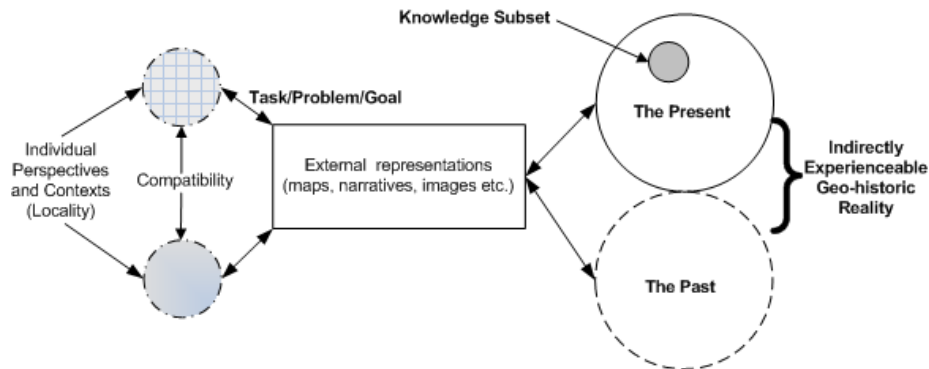 Knowledge Subset
Task/Problem/Goal
The Present
Individual
Perspectives
and Contexts
(Locality)
Compatibility
External representations
(maps, narratives, images etc.)
Indirectly
Experienceable
Geo-historic
Reality
The Past